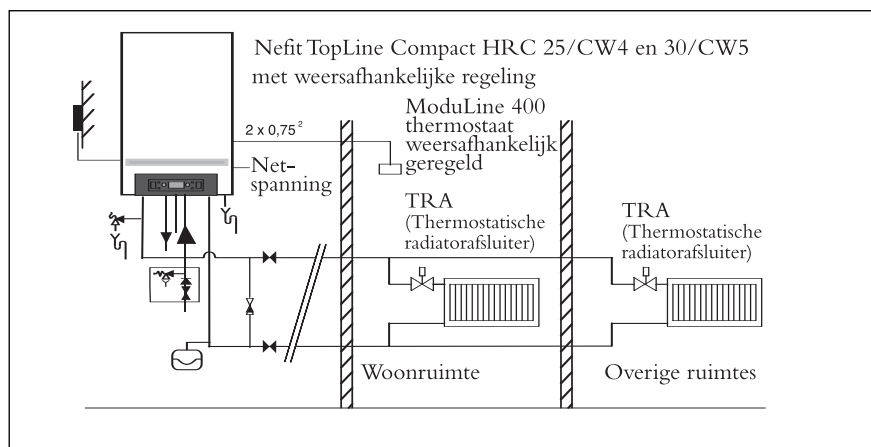 Nefit TopLine Compact HRC 25/CW4 en 30/CW5
met weersafhankelijke regeling
ModuLine 400
thermostaat
weersafhankelijk
geregeld
2 x 0,75²
Net-
spanning
TRA
(Thermostatische
radiatorafsluiter)
TRA
(Thermostatische
radiatorafsluiter)
Woonruimte
Overige ruimtes